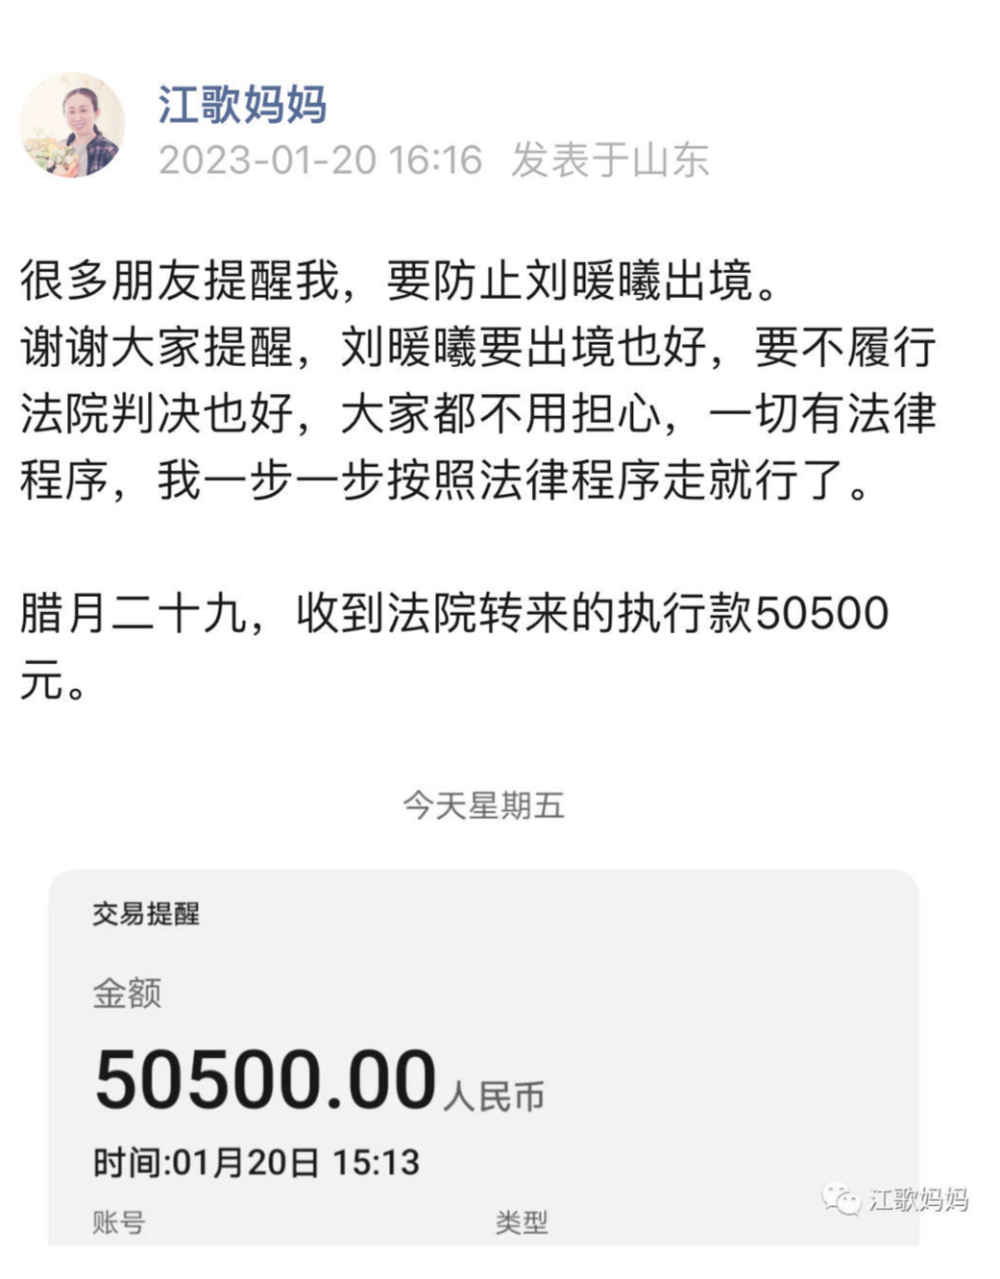 江歌妈妈
2023-01-20 16:16 发表于山东
很多朋友提醒我，要防止刘暖曦出境。
谢谢大家提醒，刘暖曦要出境也好，要不履行
法院判决也好，大家都不用担心，一切有法律
程序，我一步一步按照法律程序走就行了。
腊月二十九，收到法院转来的执行款50500
元。
今天星期五
交易提醒
金额
50500.00人民币
时间:01月20日 15:13
账号 类型
江歌妈妈